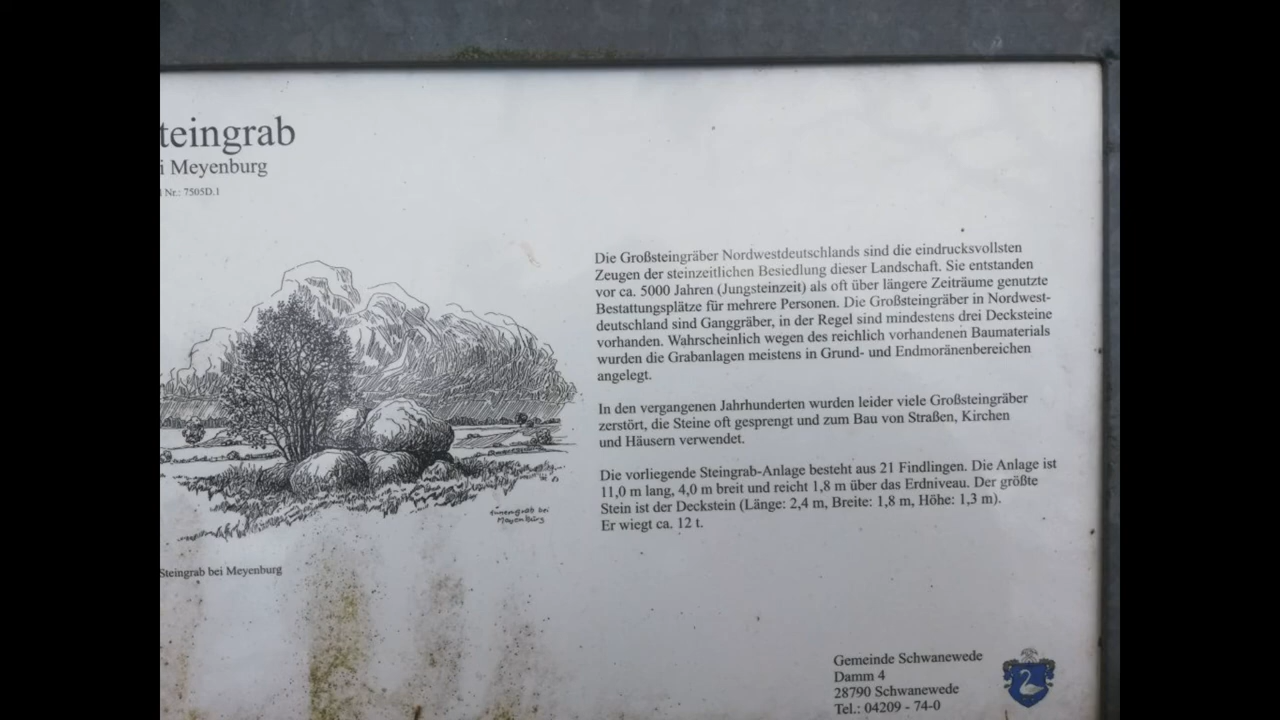 teingrab
i Meyenburg
Nr.: 7505D.1
Die Großsteingräber Nordwestdeutschlands sind die eindrucksvollsten
Zeugen der steinzeitlichen Besiedlung dieser Landschaft. Sie entstanden
vor ca. 5000 Jahren (Jungsteinzeit) als oft über längere Zeiträume genutzte
Bestattungsplätze für mehrere Personen. Die Großsteingräber in Nordwest-
deutschland sind Ganggräber, in der Regel sind mindestens drei Decksteine
vorhanden. Wahrscheinlich wegen des reichlich vorhandenen Baumaterials
wurden die Grabanlagen meistens in Grund- und Endmoränenbereichen
angelegt.
In den vergangenen Jahrhunderten wurden leider viele Großsteingräber
zerstört, die Steine oft gesprengt und zum Bau von Straßen, Kirchen
und Häusern verwendet.
Die vorliegende Steingrab-Anlage besteht aus 21 Findlingen. Die Anlage ist
11,0 m lang, 4,0 m breit und reicht 1,8 m über das Erdniveau. Der größte
Stein ist der Deckstein (Länge: 2,4 m, Breite: 1,8 m, Höhe: 1,3 m).
Er wiegt ca. 12 t.
bei
Meyenburg
Steingrab bei Meyenburg
Gemeinde Schwanewede
Damm 4
28790 Schwanewede
Tel.: 04209 - 74-0